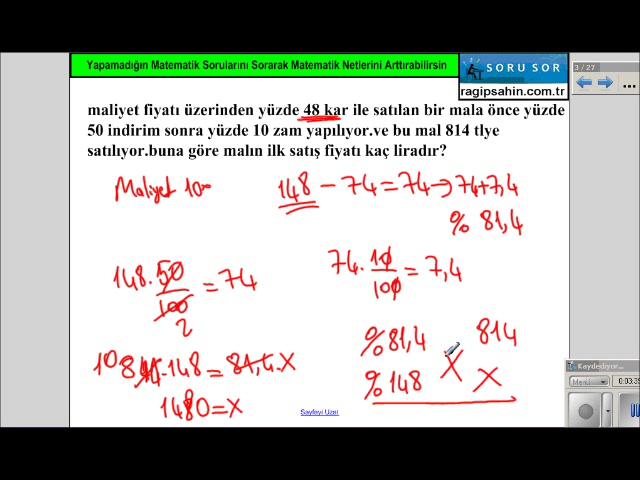 Yapamadığın Matematik Sorularını Sorarak Matematik Netlerini Arttırabilirsin
SORU SOR
ragipsahin.com.tr
3 / 27
maliyet fiyatı üzerinden yüzde 48 kar ile satılan bir mala önce yüzde
50 indirim sonra yüzde 10 zam yapılıyor.ve bu mal 814 tlye
satılıyor.buna göre malın ilk satış fiyatı kaç liradır?
Maliyet 100
148 - 74 = 74 → 74+7,4
% 81,4
148 . 50/100 = 74
2
74 . 10/100 = 7,4
%81,4 814
%148 X
10 814 . 148 = 81,4 . X
1480 = X
Sayfayı Uzat
Kaydediyor...
Menü
0:03:3